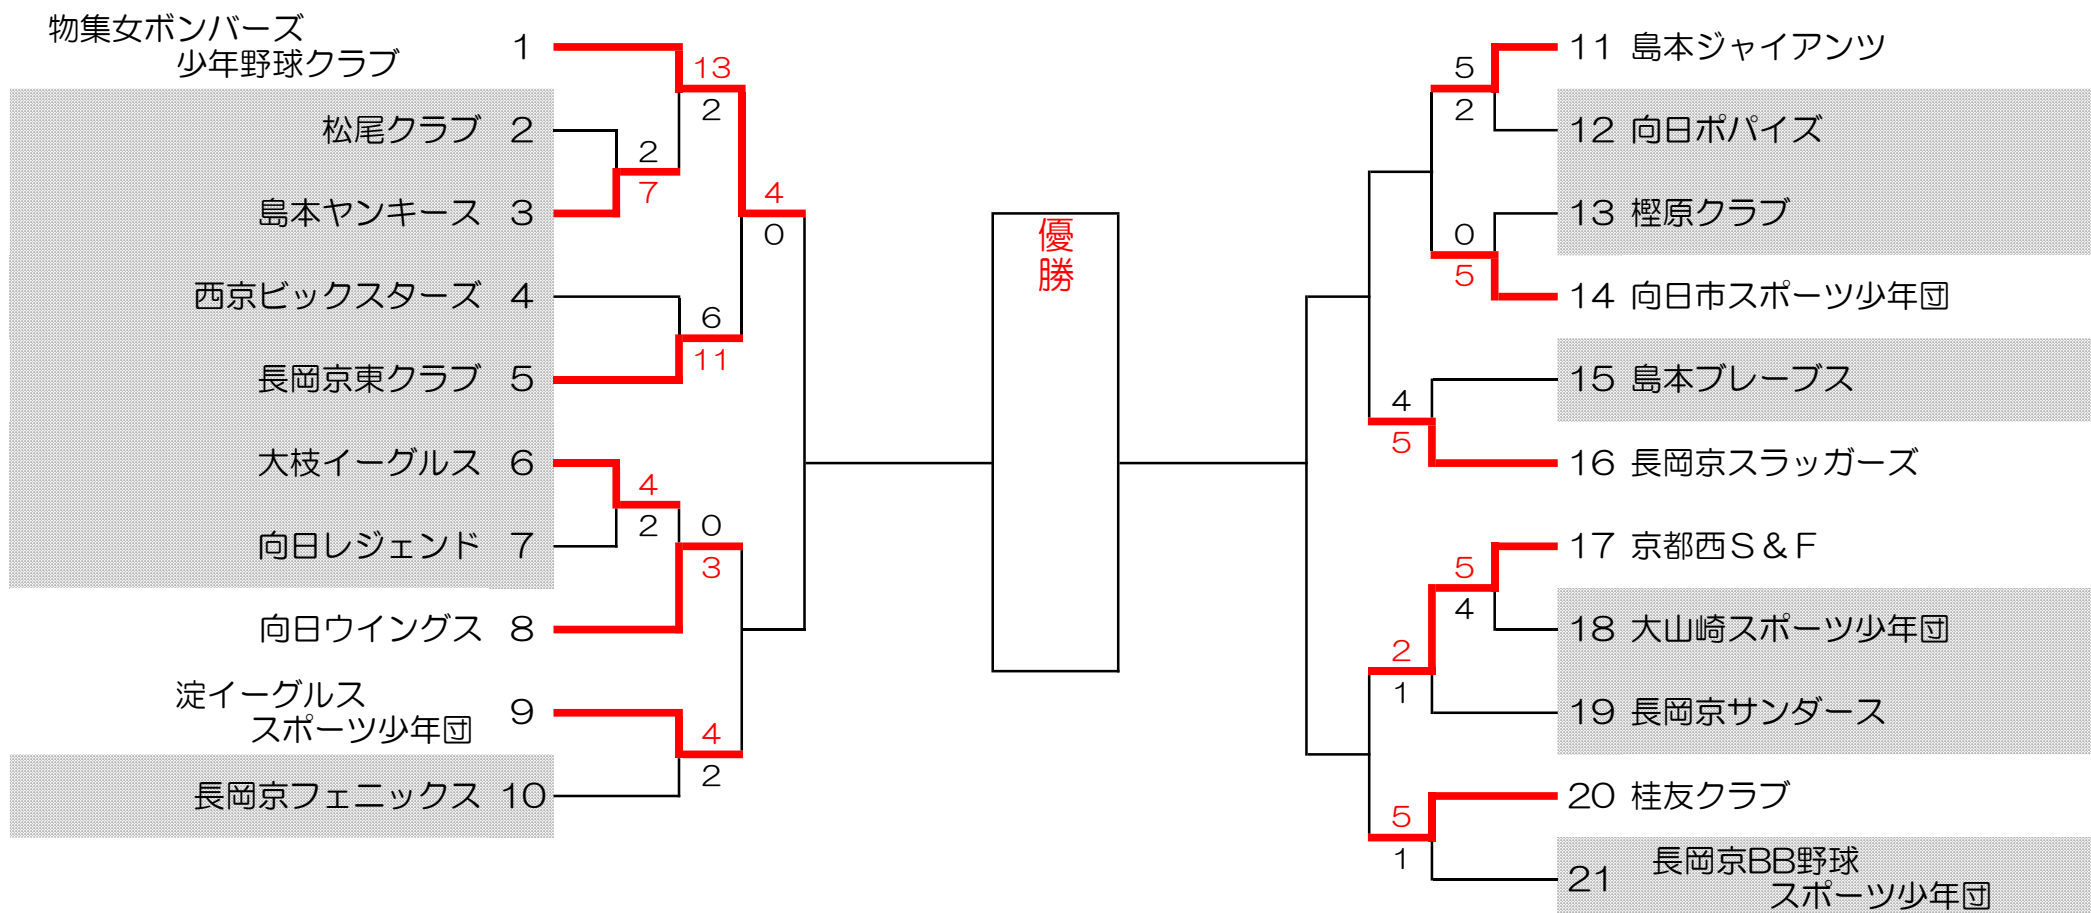 物集女ボンバーズ
少年野球クラブ 1
13
2
松尾クラブ 2
2
7
島本ヤンキース 3
4
0
西京ビックスターズ 4
6
11
長岡京東クラブ 5
大枝イーグルス 6
4
2
向日レジェンド 7
0
3
向日ウイングス 8
淀イーグルス
スポーツ少年団 9
4
2
長岡京フェニックス 10
優
勝
11 島本ジャイアンツ
5
2
12 向日ポパイズ
13 樫原クラブ
0
5
14 向日市スポーツ少年団
15 島本ブレーブス
4
5
16 長岡京スラッガーズ
17 京都西S&F
5
4
18 大山崎スポーツ少年団
2
1
19 長岡京サンダース
20 桂友クラブ
5
1
21 長岡京BB野球
スポーツ少年団